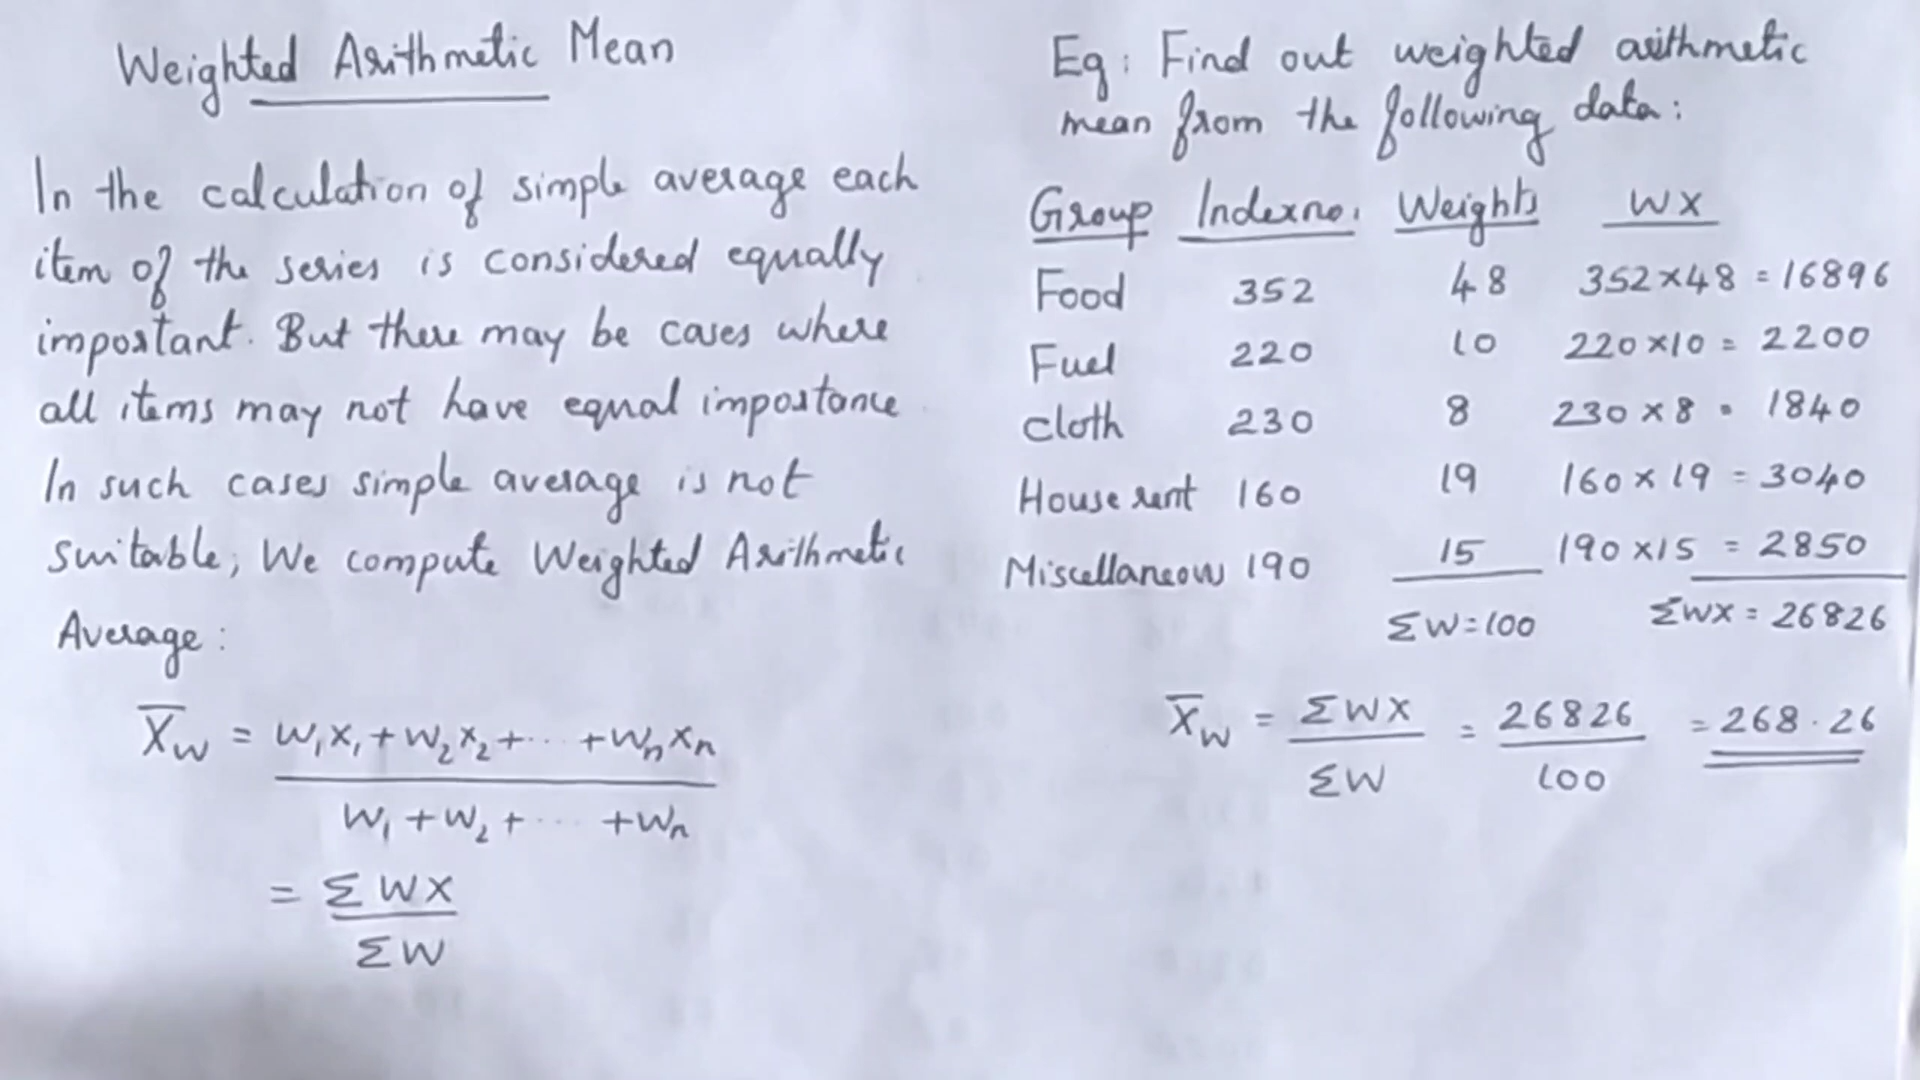 Weighted Arithmetic Mean
In the calculation of simple average each
item of the series is considered equally
important. But there may be cases where
all items may not have equal importance
In such cases simple average is not
suitable, We compute Weighted Arithmetic
Average:
X̅w = W₁X₁+W₂X₂+...+WₙXₙ
W₁+W₂+...+Wₙ
= ΣWX
ΣW
Eg: Find out weighted arithmetic
mean from the following data:
Group Index no. Weights WX
Food 352 48 352×48 = 16896
Fuel 220 10 220×10 = 2200
cloth 230 8 230×8 = 1840
House rent 160 19 160×19 = 3040
Miscellaneous 190 15 190×15 = 2850
ΣW=100 ΣWX = 26826
X̅w = ΣWX = 26826 = 268.26
ΣW 100